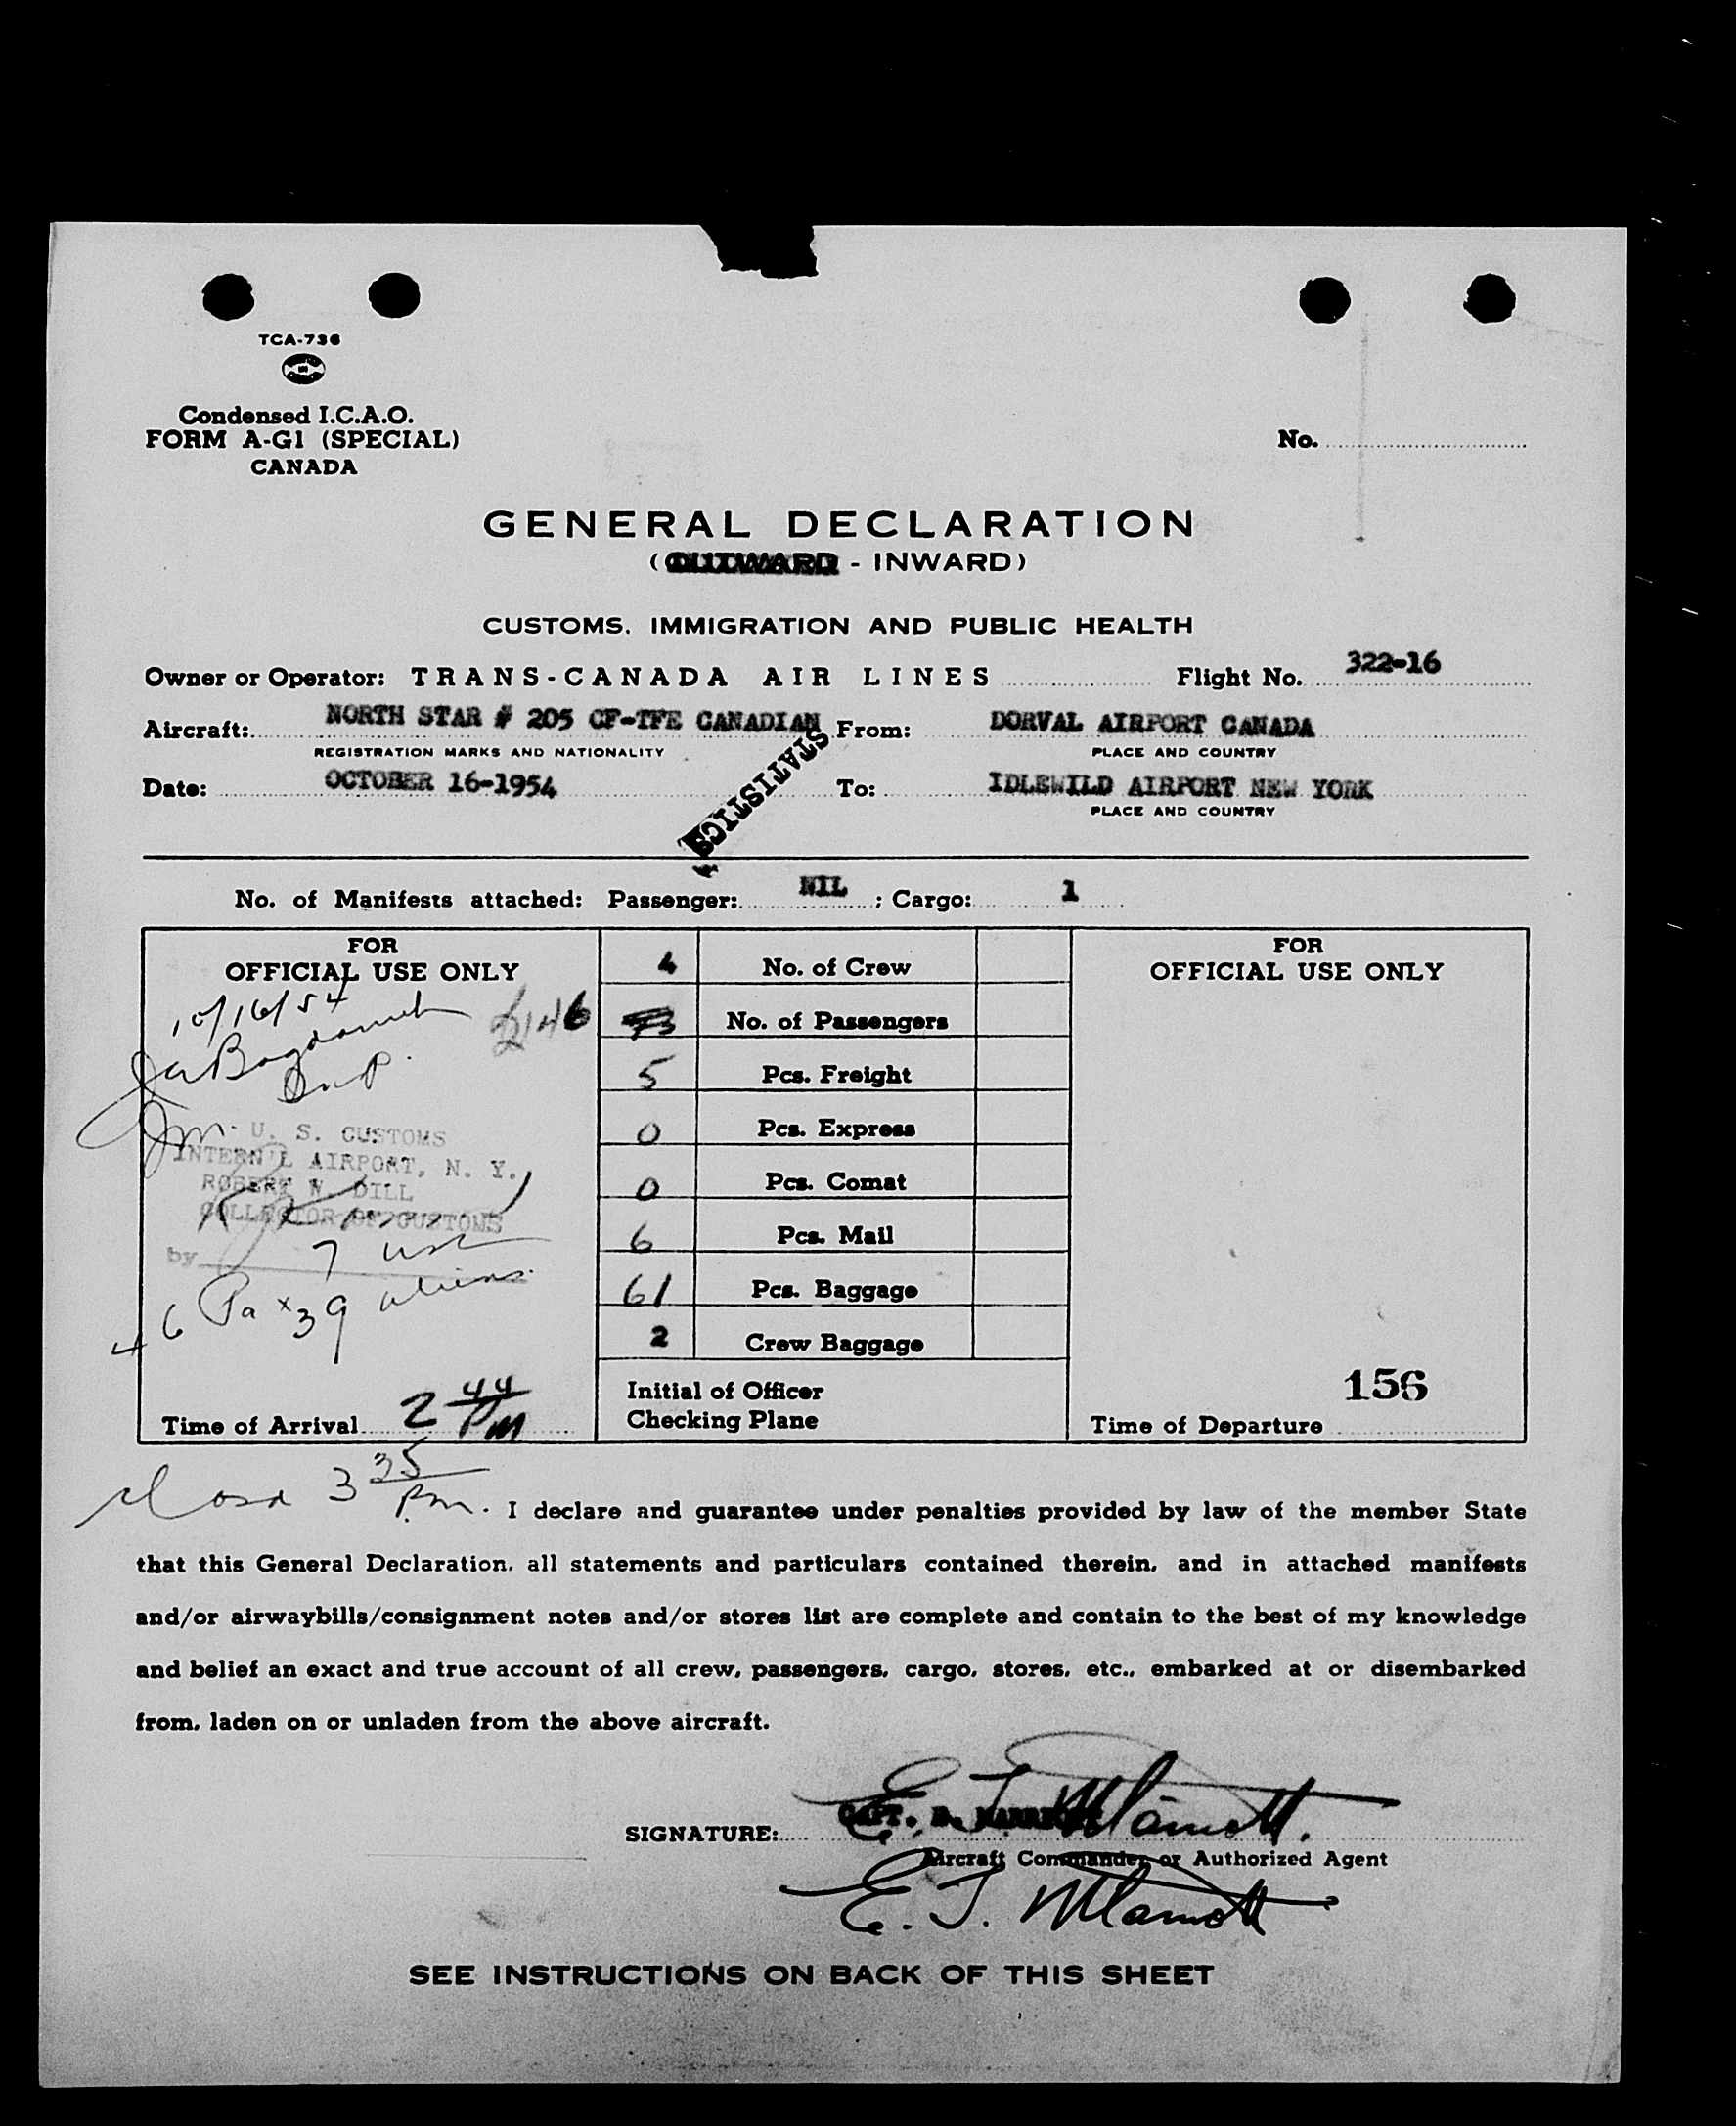 TCA-736
Condensed I.C.A.O.
FORM A-G1 (SPECIAL)
CANADA
No.
GENERAL DECLARATION
(OUTWARD - INWARD)
CUSTOMS, IMMIGRATION AND PUBLIC HEALTH
Owner or Operator: TRANS-CANADA AIR LINES Flight No. 322-16
Aircraft: NORTH STAR # 205 CF-TFE CANADIAN From: DORVAL AIRPORT CANADA
REGISTRATION MARKS AND NATIONALITY PLACE AND COUNTRY
STATISTICS
Date: OCTOBER 16-1954 To: IDLEWILD AIRPORT NEW YORK
PLACE AND COUNTRY
No. of Manifests attached: Passenger: NIL ; Cargo: 1
FOR
OFFICIAL USE ONLY
10/16/54
Insp.
U. S. CUSTOMS
INTERN'L AIRPORT, N. Y.
ROBERT W DILL
COLLECTOR OF CUSTOMS
by
7 usc
46 Pax 39 aliens.
Time of Arrival 2 44 PM
46
4 No. of Crew
No. of Passengers
5 Pcs. Freight
0 Pcs. Express
0 Pcs. Comat
6 Pcs. Mail
61 Pcs. Baggage
2 Crew Baggage
Initial of Officer
Checking Plane
FOR
OFFICIAL USE ONLY
156
Time of Departure
3 35 pm.
I declare and guarantee under penalties provided by law of the member State
that this General Declaration, all statements and particulars contained therein, and in attached manifests
and/or airwaybills/consignment notes and/or stores list are complete and contain to the best of my knowledge
and belief an exact and true account of all crew, passengers, cargo, stores, etc., embarked at or disembarked
from, laden on or unladen from the above aircraft.
SIGNATURE: CAPT.
Aircraft Commander or Authorized Agent
SEE INSTRUCTIONS ON BACK OF THIS SHEET